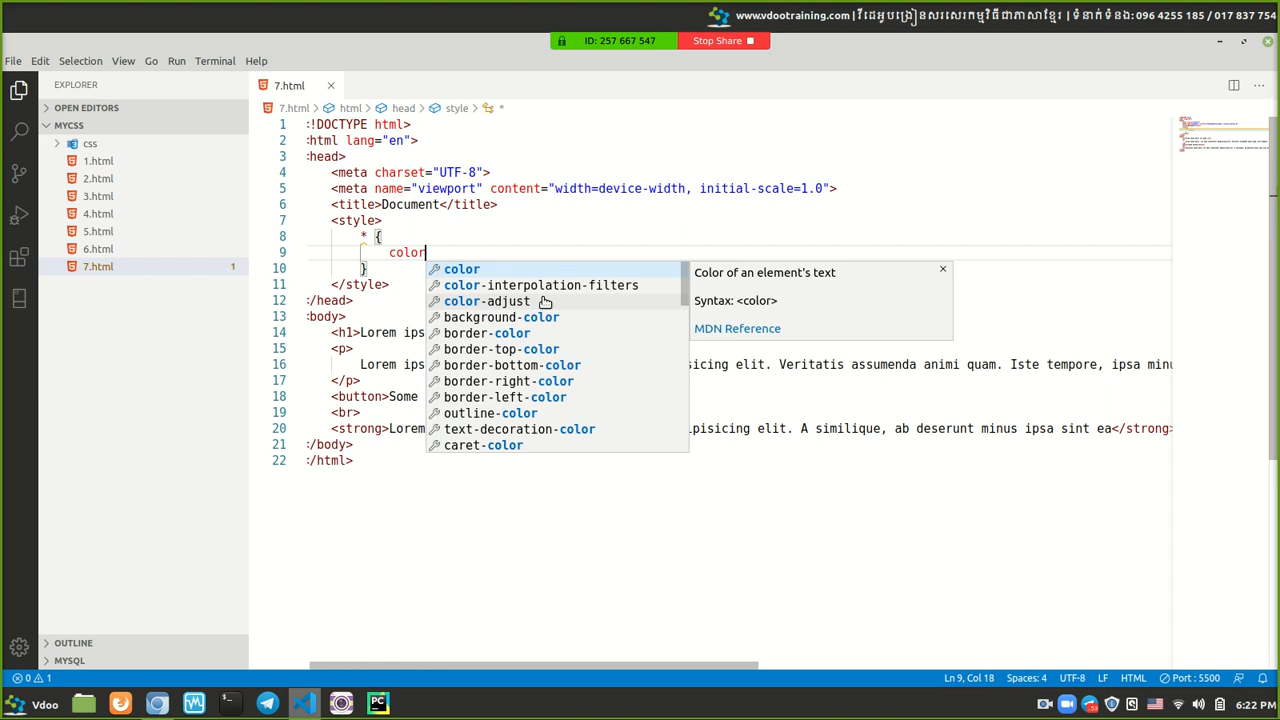 www.vdootraining.com | វីដេអូបង្រៀនសរសេរកម្មវិធីជាភាសាខ្មែរ | ទំនាក់ទំនង: 096 4255 185 / 017 837 754
ID: 257 667 547 Stop Share
File Edit Selection View Go Run Terminal Help
EXPLORER
OPEN EDITORS
MYCSS
css
1.html
2.html
3.html
4.html
5.html
6.html
7.html 1
OUTLINE
MYSQL
7.html
7.html > html > head > style > *
1 !DOCTYPE html>
2 html lang="en">
3 head>
4 <meta charset="UTF-8">
5 <meta name="viewport" content="width=device-width, initial-scale=1.0">
6 <title>Document</title>
7 <style>
8 * {
9 color
10 }
11 </style>
12 /head>
13 body>
14 <h1>Lorem ips
15 <p>
16 Lorem ips sicing elit. Veritatis assumenda animi quam. Iste tempore, ipsa minu
17 </p>
18 <button>Some
19 <br>
20 <strong>Lorem ipisicing elit. A similique, ab deserunt minus ipsa sint ea</strong>
21 /body>
22 /html>
color
color-interpolation-filters
color-adjust
background-color
border-color
border-top-color
border-bottom-color
border-right-color
border-left-color
outline-color
text-decoration-color
caret-color
Color of an element's text
Syntax: <color>
MDN Reference
0 1 Ln 9, Col 18 Spaces: 4 UTF-8 LF HTML Port : 5500
Vdoo 6:22 PM